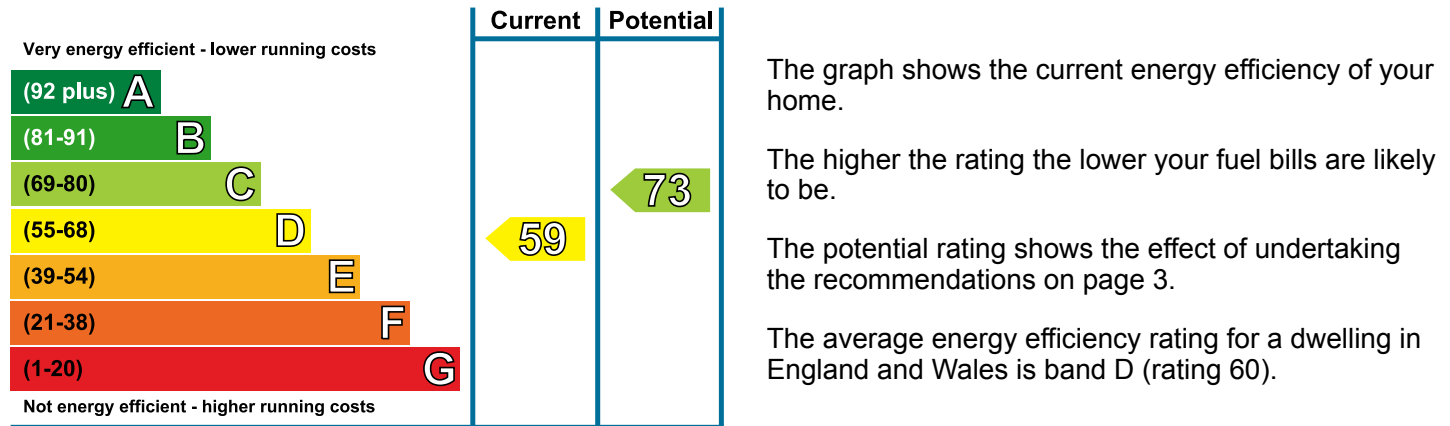 Current Potential
Very energy efficient - lower running costs
(92 plus) A
(81-91) B
(69-80) C
73
(55-68) D
59
(39-54) E
(21-38) F
(1-20) G
Not energy efficient - higher running costs
The graph shows the current energy efficiency of your
home.
The higher the rating the lower your fuel bills are likely
to be.
The potential rating shows the effect of undertaking
the recommendations on page 3.
The average energy efficiency rating for a dwelling in
England and Wales is band D (rating 60).